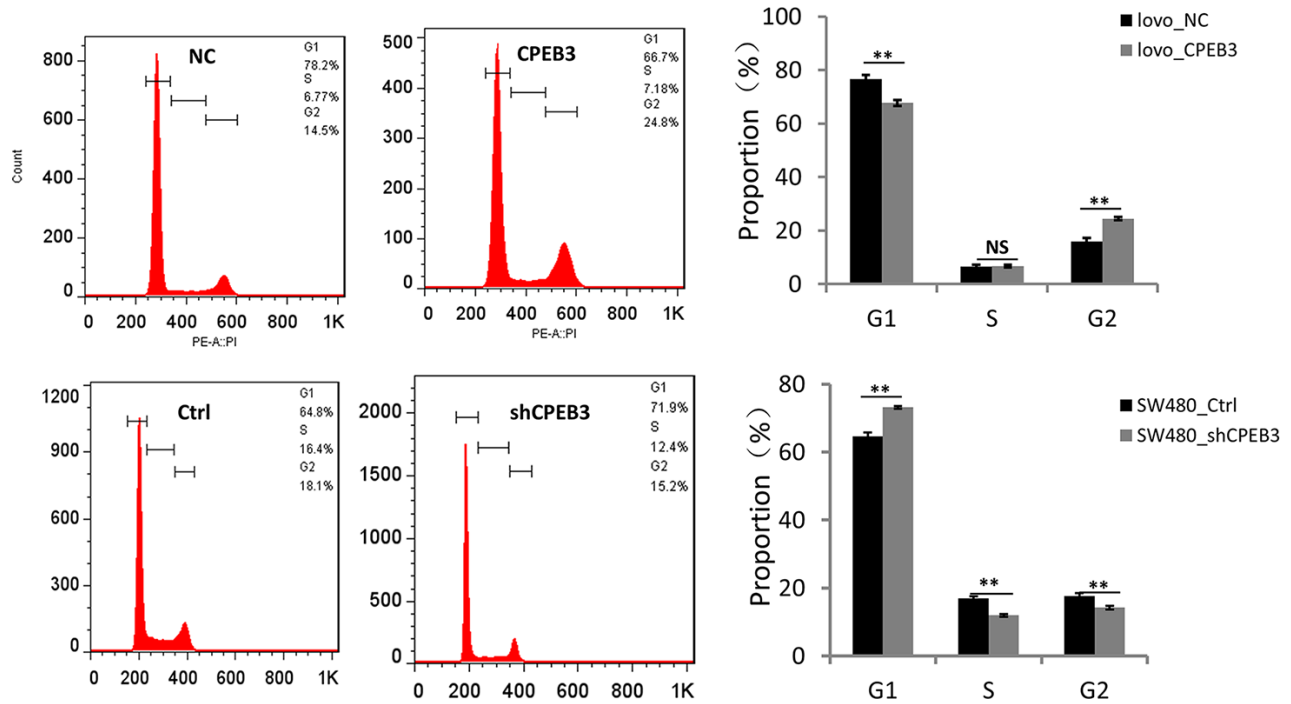 NC
G1
78.2%
S
6.77%
G2
14.5%
800
600
400
200
0
Count
0 200 400 600 800 1K
PE-A::PI
CPEB3
G1
66.7%
S
7.18%
G2
24.8%
500
400
300
200
100
0
0 200 400 600 800 1K
PE-A::PI
lovo_NC
lovo_CPEB3
100
80
60
40
20
0
Proportion (%)
**
NS
**
G1 S G2
Ctrl
G1
64.8%
S
16.4%
G2
18.1%
1200
900
600
300
0
0 200 400 600 800 1K
shCPEB3
G1
71.9%
S
12.4%
G2
15.2%
2000
1500
1000
500
0
0 200 400 600 800 1K
SW480_Ctrl
SW480_shCPEB3
80
60
40
20
0
Proportion (%)
**
**
**
G1 S G2